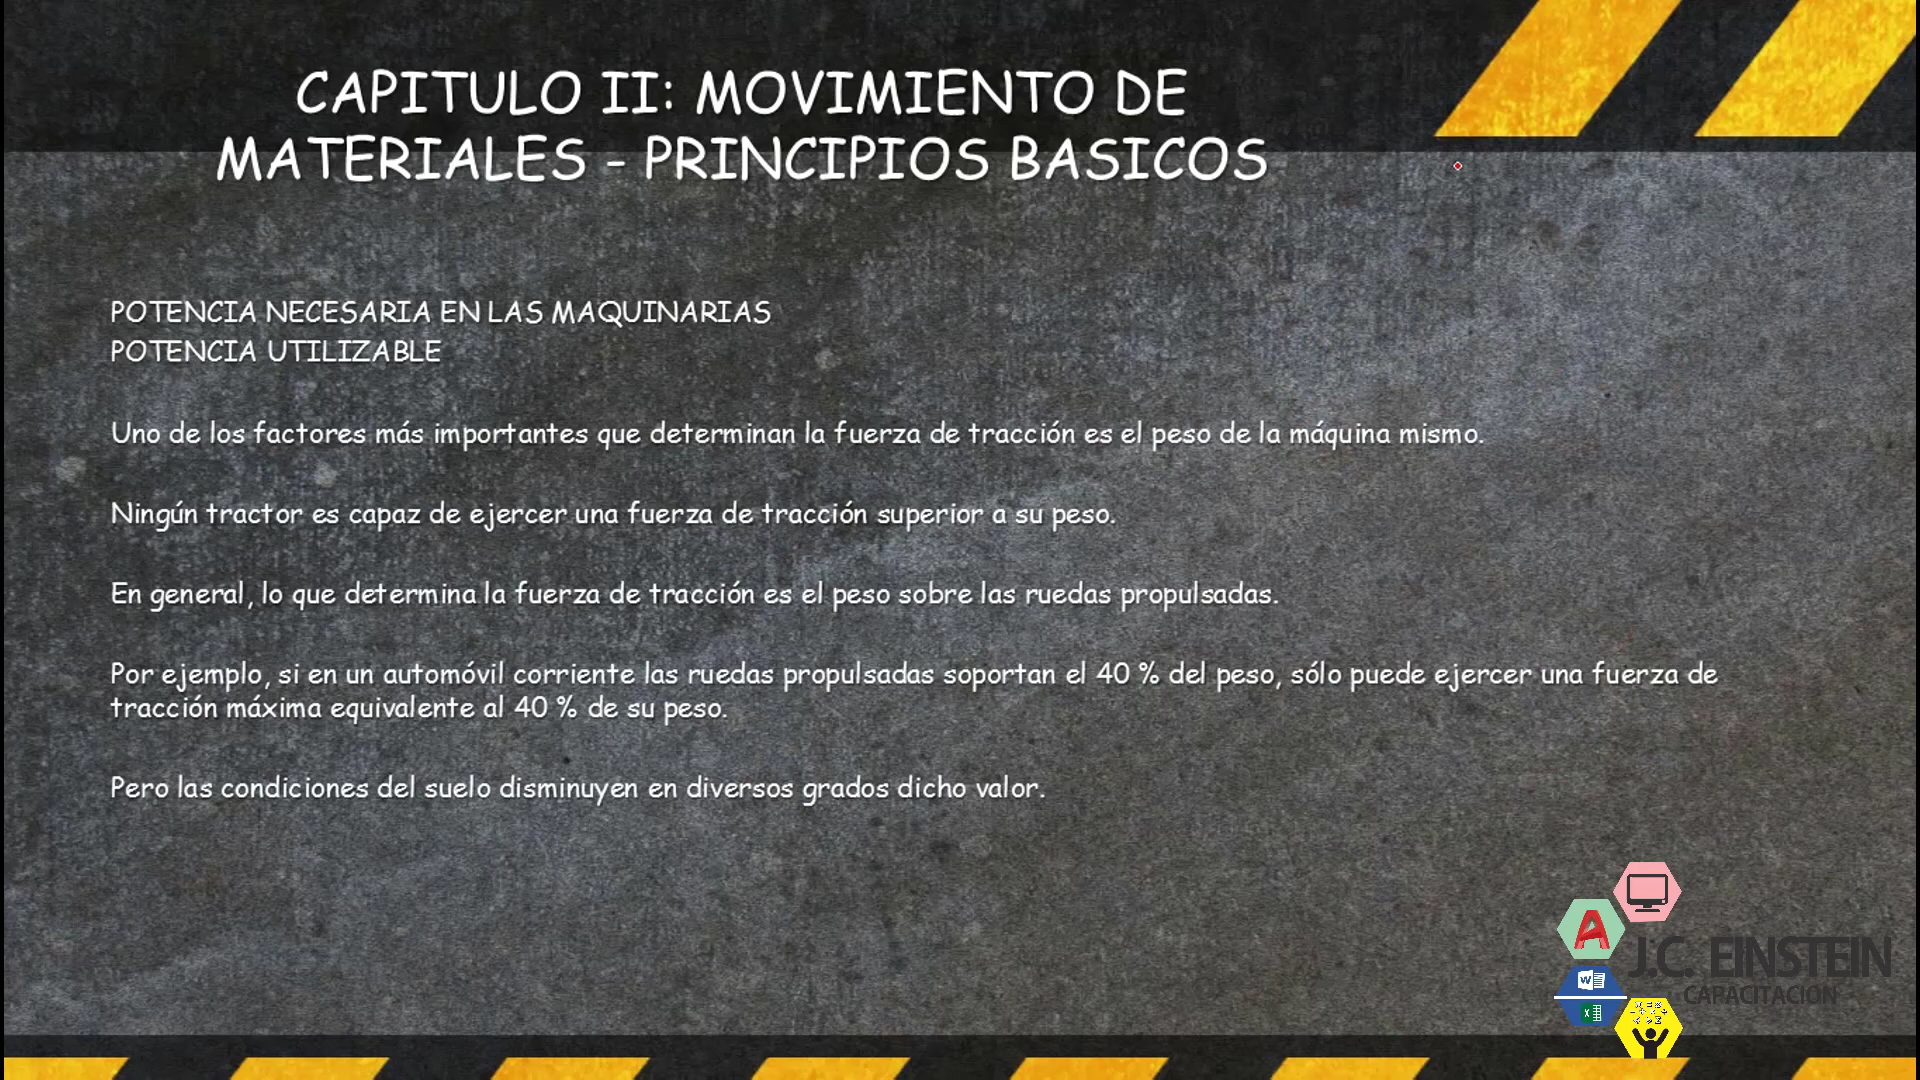 CAPITULO II: MOVIMIENTO DE
MATERIALES - PRINCIPIOS BASICOS
POTENCIA NECESARIA EN LAS MAQUINARIAS
POTENCIA UTILIZABLE
Uno de los factores más importantes que determinan la fuerza de tracción es el peso de la máquina mismo.
Ningún tractor es capaz de ejercer una fuerza de tracción superior a su peso.
En general, lo que determina la fuerza de tracción es el peso sobre las ruedas propulsadas.
Por ejemplo, si en un automóvil corriente las ruedas propulsadas soportan el 40 % del peso, sólo puede ejercer una fuerza de
tracción máxima equivalente al 40 % de su peso.
Pero las condiciones del suelo disminuyen en diversos grados dicho valor.
J.C. EINSTEIN
CAPACITACION